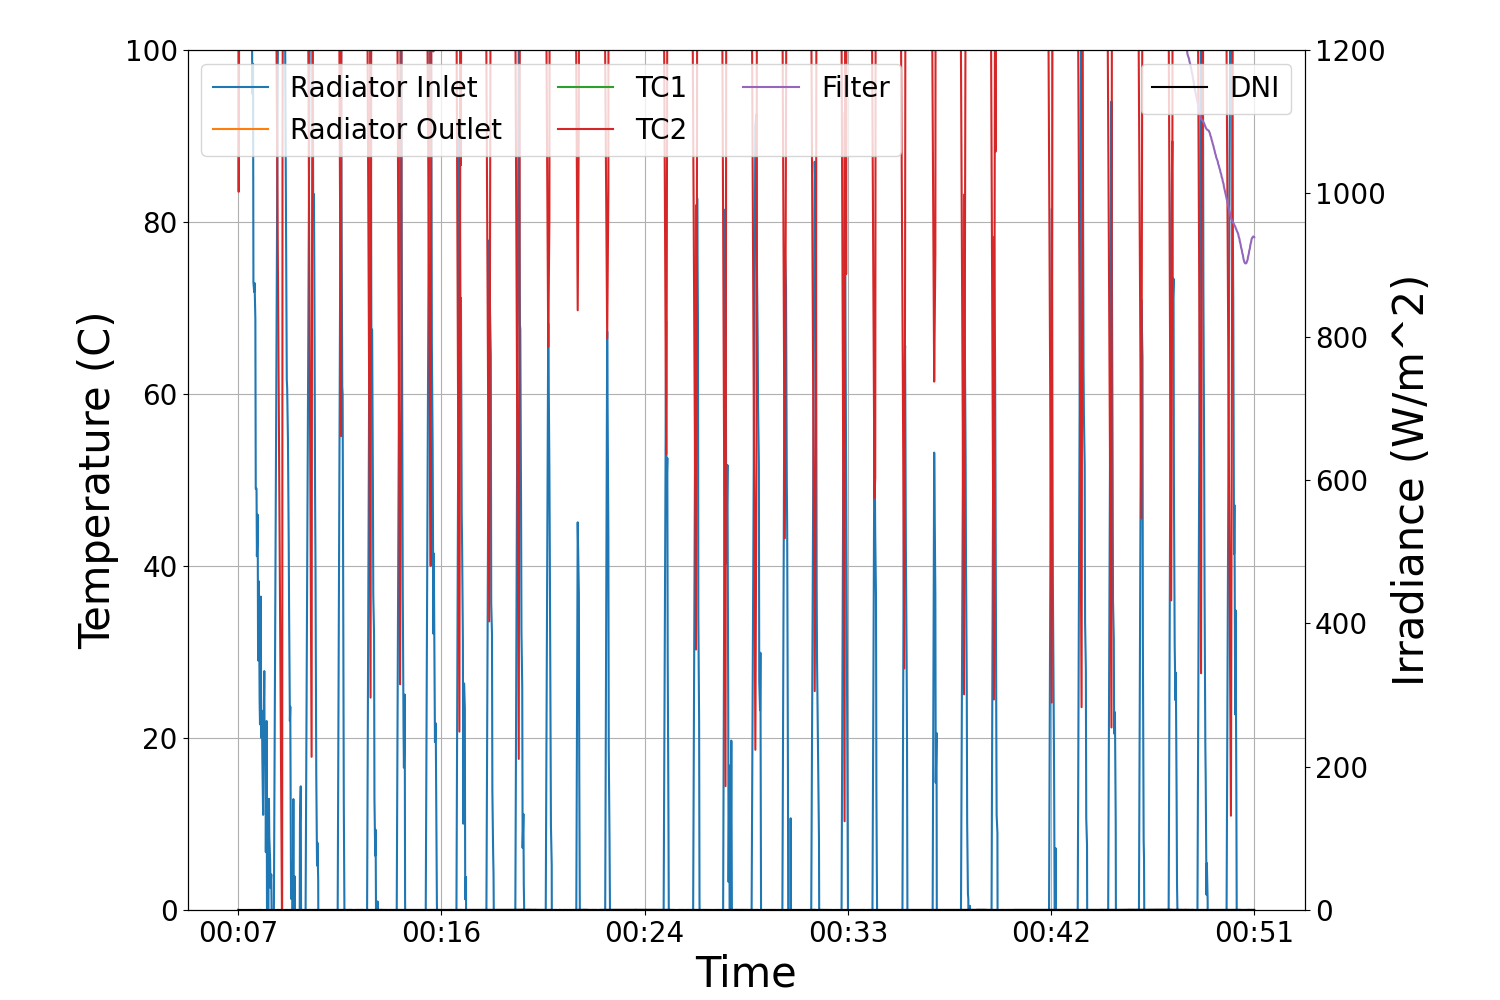 100
80
60
40
20
0
Temperature (C)
Radiator Inlet
Radiator Outlet
TC1
TC2
Filter
DNI
1200
1000
800
600
400
200
0
Irradiance (W/m^2)
00:07 00:16 00:24 00:33 00:42 00:51
Time